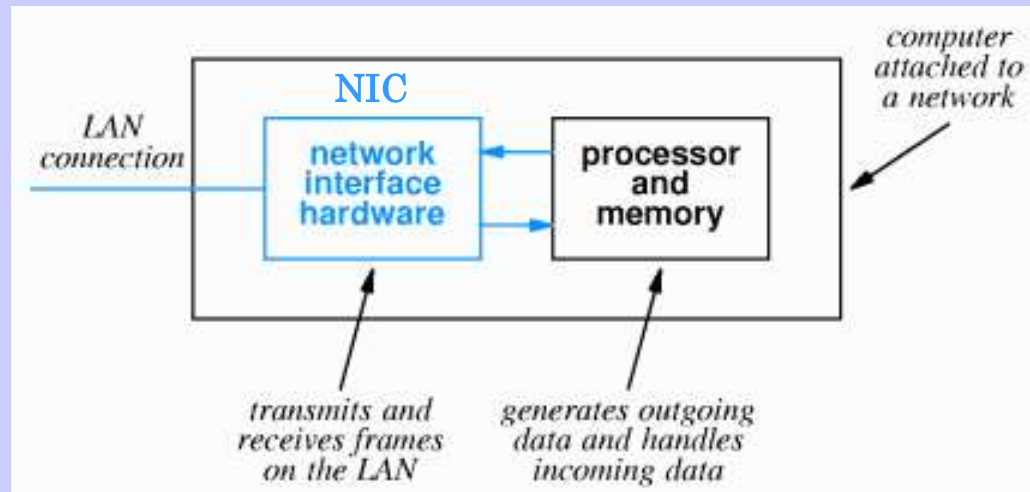 computer
attached to
a network
NIC
LAN
connection
network
interface
hardware
processor
and
memory
transmits and
receives frames
on the LAN
generates outgoing
data and handles
incoming data